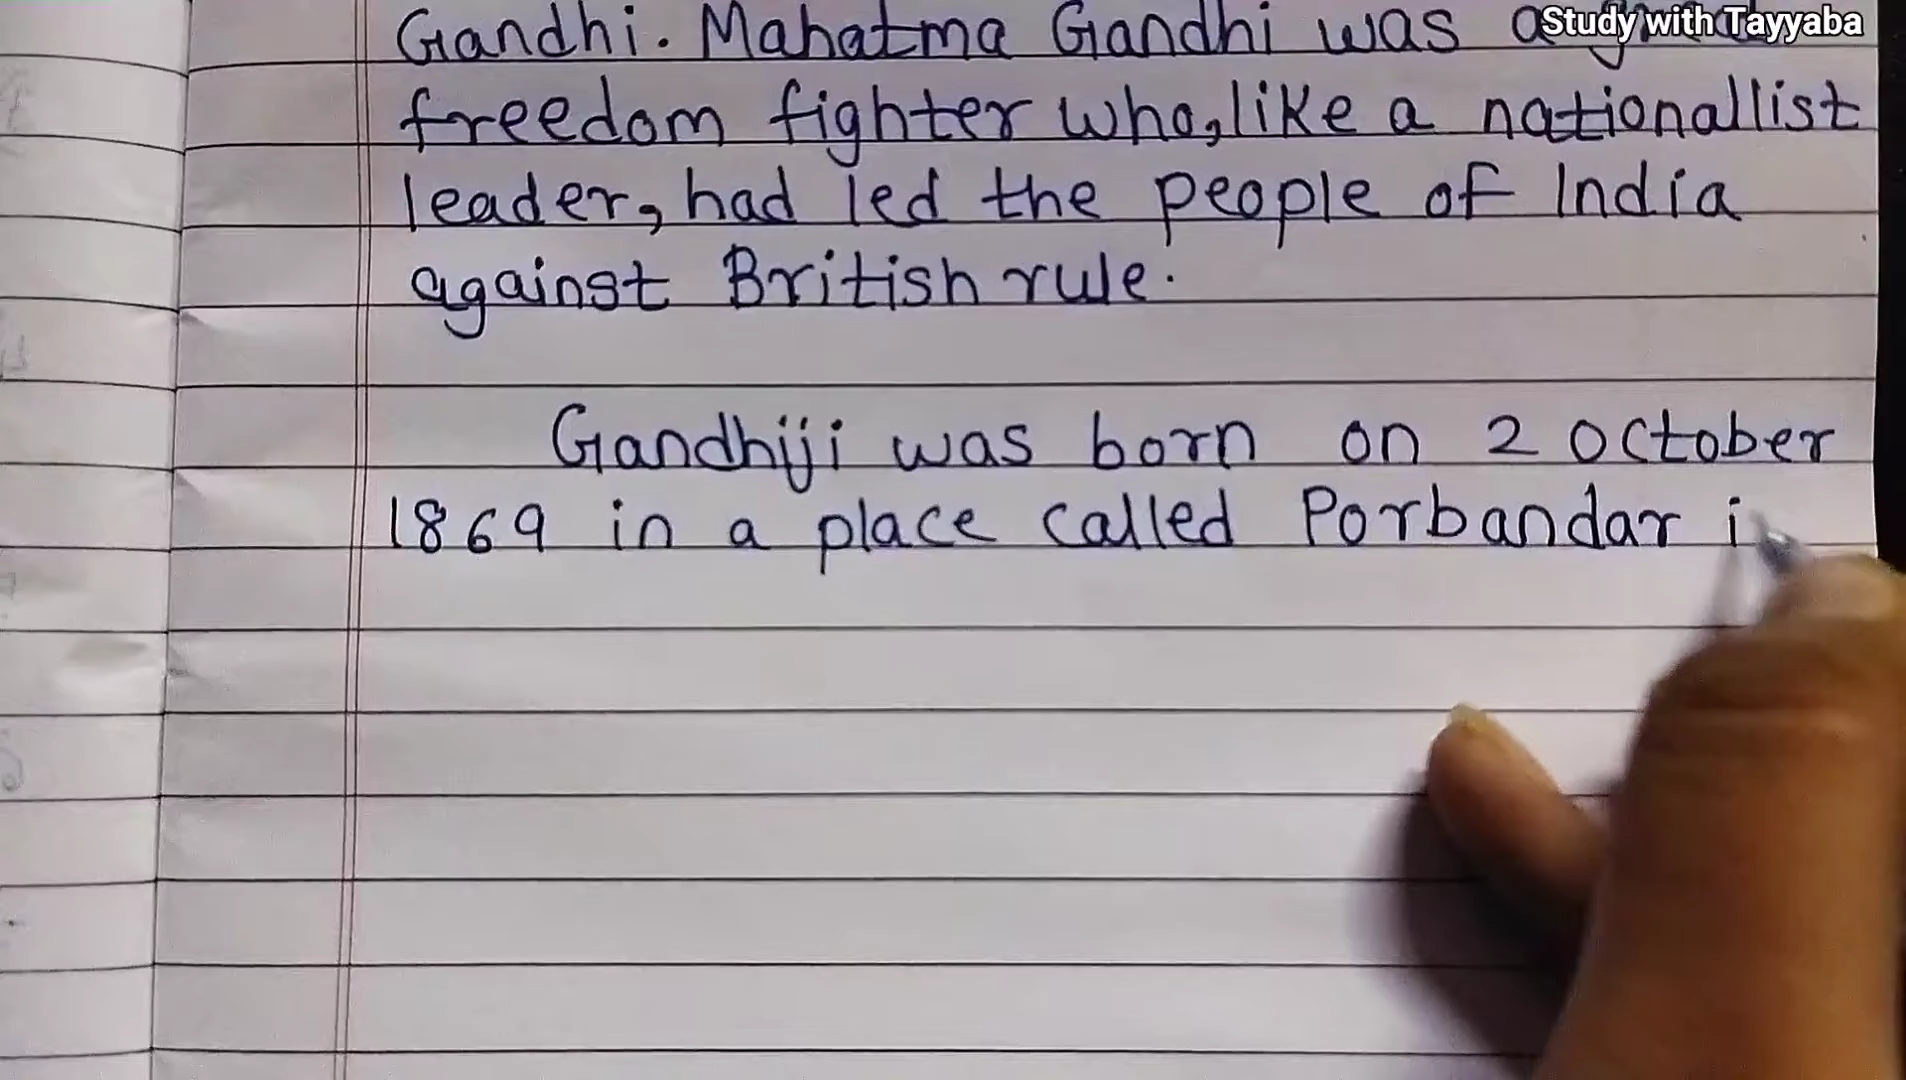 Study with Tayyaba
Gandhi. Mahatma Gandhi was a
freedom fighter who, like a nationallist
leader, had led the people of India
against British rule.
Gandhiji was born on 2 October
1869 in a place called Porbandar